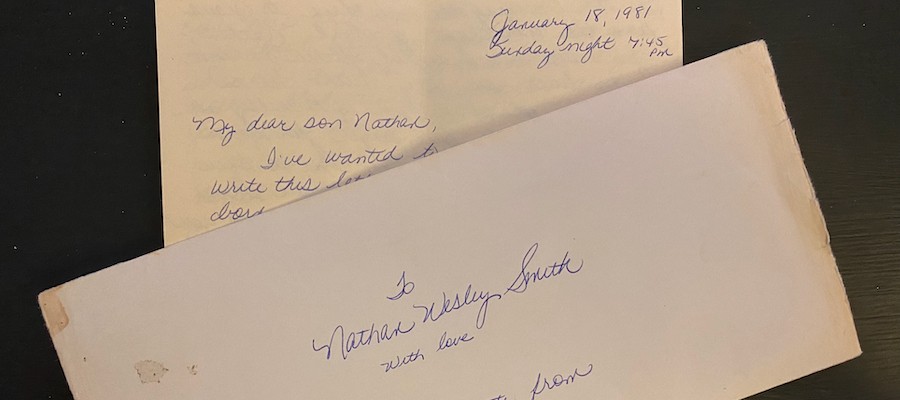 January 18, 1981
Sunday night 7:45
pm
My dear son Nathan,
I've wanted
write this
To
Nathan Wesley Smith
With love
from